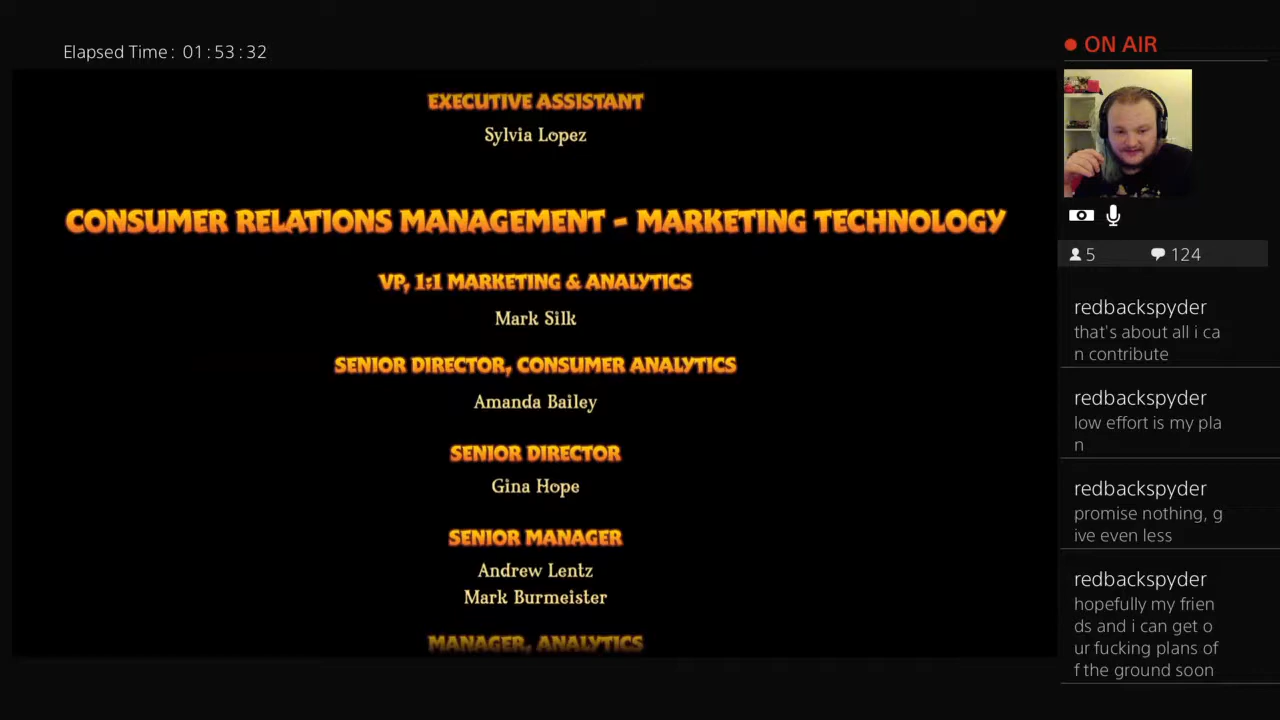 Elapsed Time: 01:53:32
EXECUTIVE ASSISTANT
Sylvia Lopez
CONSUMER RELATIONS MANAGEMENT - MARKETING TECHNOLOGY
VP, 1:1 MARKETING & ANALYTICS
Mark Silk
SENIOR DIRECTOR, CONSUMER ANALYTICS
Amanda Bailey
SENIOR DIRECTOR
Gina Hope
SENIOR MANAGER
Andrew Lentz
Mark Burmeister
MANAGER, ANALYTICS
ON AIR
5 124
redbackspyder
that's about all i ca
n contribute
redbackspyder
low effort is my pla
n
redbackspyder
promise nothing, g
ive even less
redbackspyder
hopefully my frien
ds and i can get o
ur fucking plans of
f the ground soon